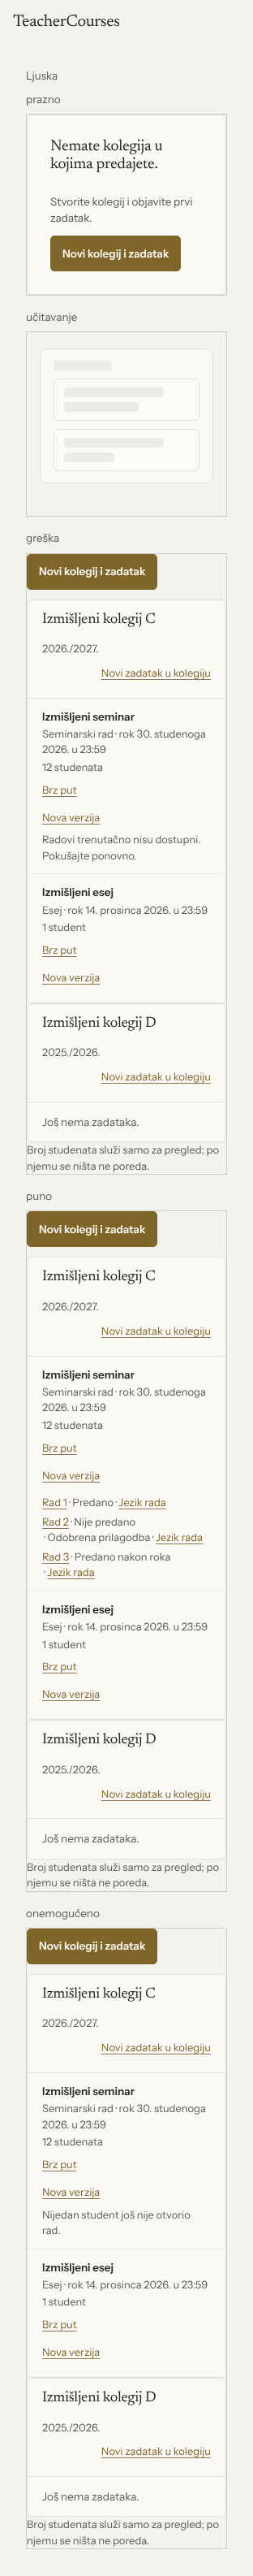 TeacherCourses
Ljuska
prazno
Nemate kolegija u
kojima predajete.
Stvorite kolegij i objavite prvi
zadatak.
Novi kolegij i zadatak
učitavanje
greška
Novi kolegij i zadatak
Izmišljeni kolegij C
2026./2027.
Novi zadatak u kolegiju
Izmišljeni seminar
Seminarski rad · rok 30. studenoga
2026. u 23:59
12 studenata
Brz put
Nova verzija
Radovi trenutačno nisu dostupni.
Pokušajte ponovno.
Izmišljeni esej
Esej · rok 14. prosinca 2026. u 23:59
1 student
Brz put
Nova verzija
Izmišljeni kolegij D
2025./2026.
Novi zadatak u kolegiju
Još nema zadataka.
Broj studenata služi samo za pregled; po
njemu se ništa ne poreda.
puno
Novi kolegij i zadatak
Izmišljeni kolegij C
2026./2027.
Novi zadatak u kolegiju
Izmišljeni seminar
Seminarski rad · rok 30. studenoga
2026. u 23:59
12 studenata
Brz put
Nova verzija
Rad 1 · Predano · Jezik rada
Rad 2 · Nije predano
· Odobrena prilagodba · Jezik rada
Rad 3 · Predano nakon roka
· Jezik rada
Izmišljeni esej
Esej · rok 14. prosinca 2026. u 23:59
1 student
Brz put
Nova verzija
Izmišljeni kolegij D
2025./2026.
Novi zadatak u kolegiju
Još nema zadataka.
Broj studenata služi samo za pregled; po
njemu se ništa ne poreda.
onemogućeno
Novi kolegij i zadatak
Izmišljeni kolegij C
2026./2027.
Novi zadatak u kolegiju
Izmišljeni seminar
Seminarski rad · rok 30. studenoga
2026. u 23:59
12 studenata
Brz put
Nova verzija
Nijedan student još nije otvorio
rad.
Izmišljeni esej
Esej · rok 14. prosinca 2026. u 23:59
1 student
Brz put
Nova verzija
Izmišljeni kolegij D
2025./2026.
Novi zadatak u kolegiju
Još nema zadataka.
Broj studenata služi samo za pregled; po
njemu se ništa ne poreda.